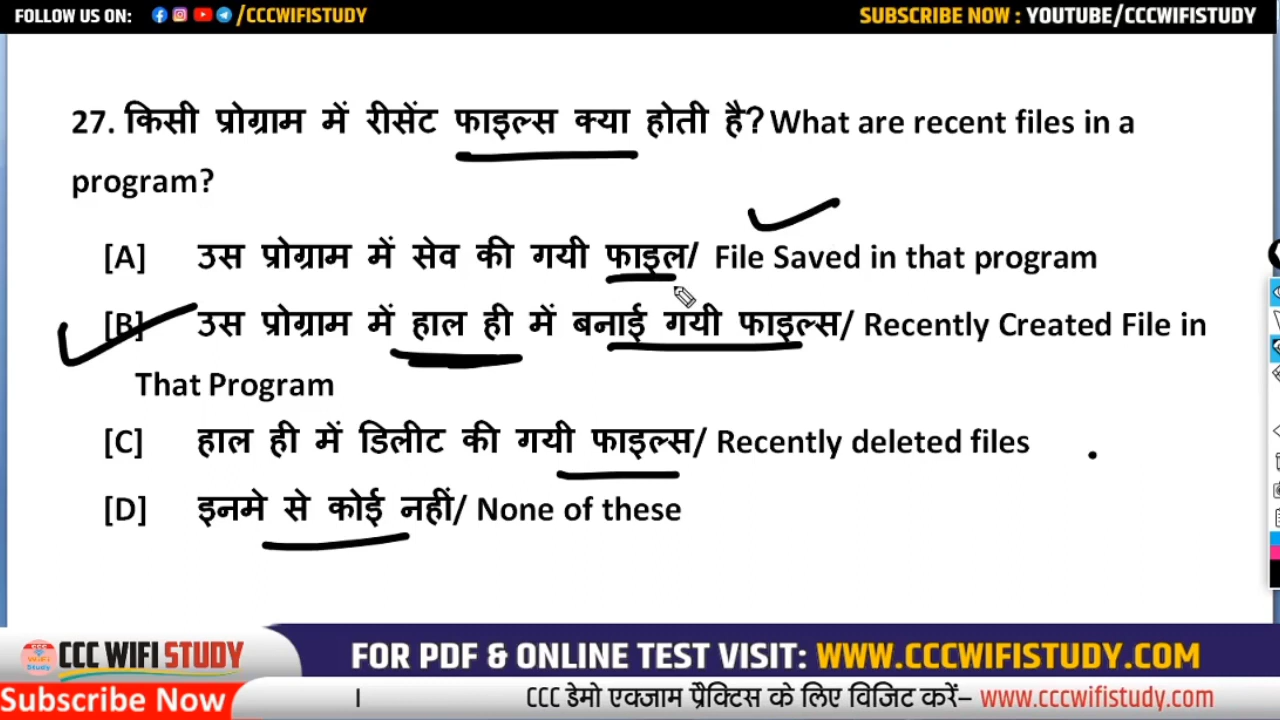 FOLLOW US ON: /CCCWIFISTUDY SUBSCRIBE NOW : YOUTUBE/CCCWIFISTUDY
27. किसी प्रोग्राम में रीसेंट फाइल्स क्या होती है? What are recent files in a
program?
[A] उस प्रोग्राम में सेव की गयी फाइल/ File Saved in that program
[B] उस प्रोग्राम में हाल ही में बनाई गयी फाइल्स/ Recently Created File in
That Program
[C] हाल ही में डिलीट की गयी फाइल्स/ Recently deleted files
[D] इनमे से कोई नहीं/ None of these
CCC WIFI STUDY
CCC WIFI STUDY FOR PDF & ONLINE TEST VISIT: WWW.CCCWIFISTUDY.COM
Subscribe Now CCC डेमो एक्जाम प्रैक्टिस के लिए विजिट करें– www.cccwifistudy.com